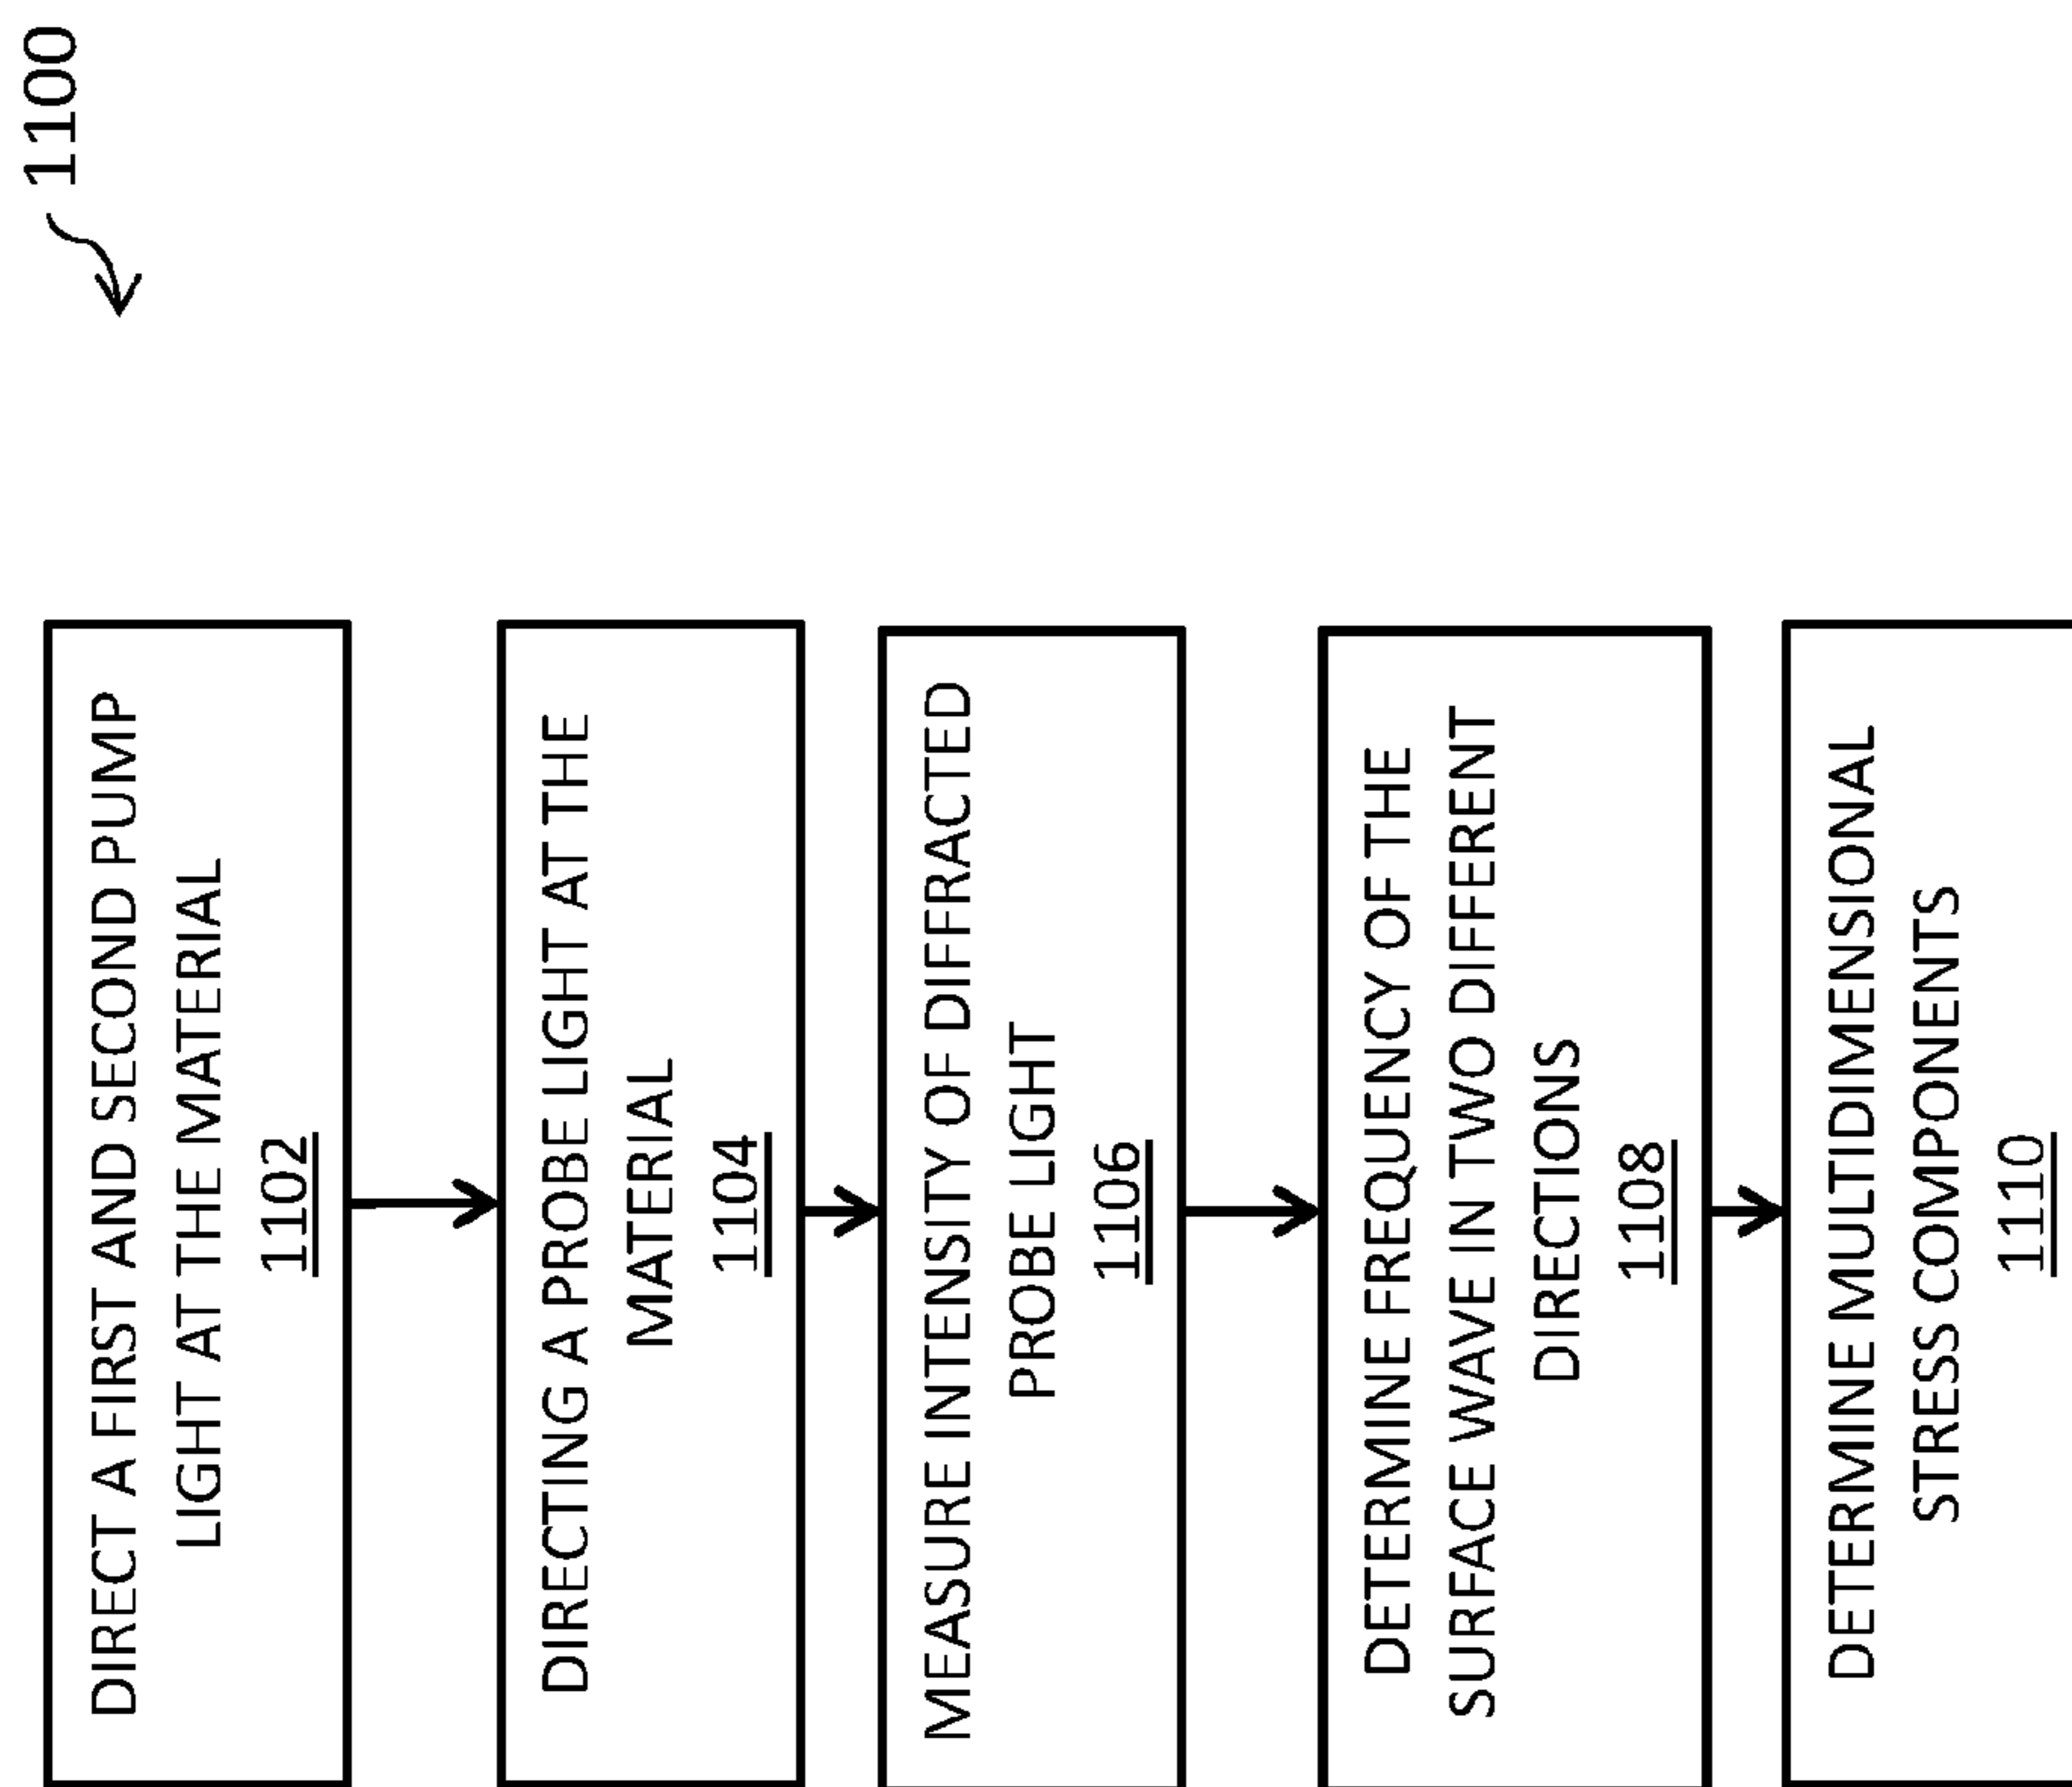 1100
DIRECT A FIRST AND SECOND PUMP
LIGHT AT THE MATERIAL
1102
DIRECTING A PROBE LIGHT AT THE
MATERIAL
1104
MEASURE INTENSITY OF DIFFRACTED
PROBE LIGHT
1106
DETERMINE FREQUENCY OF THE
SURFACE WAVE IN TWO DIFFERENT
DIRECTIONS
1108
DETERMINE MULTIDIMENSIONAL
STRESS COMPONENTS
1110